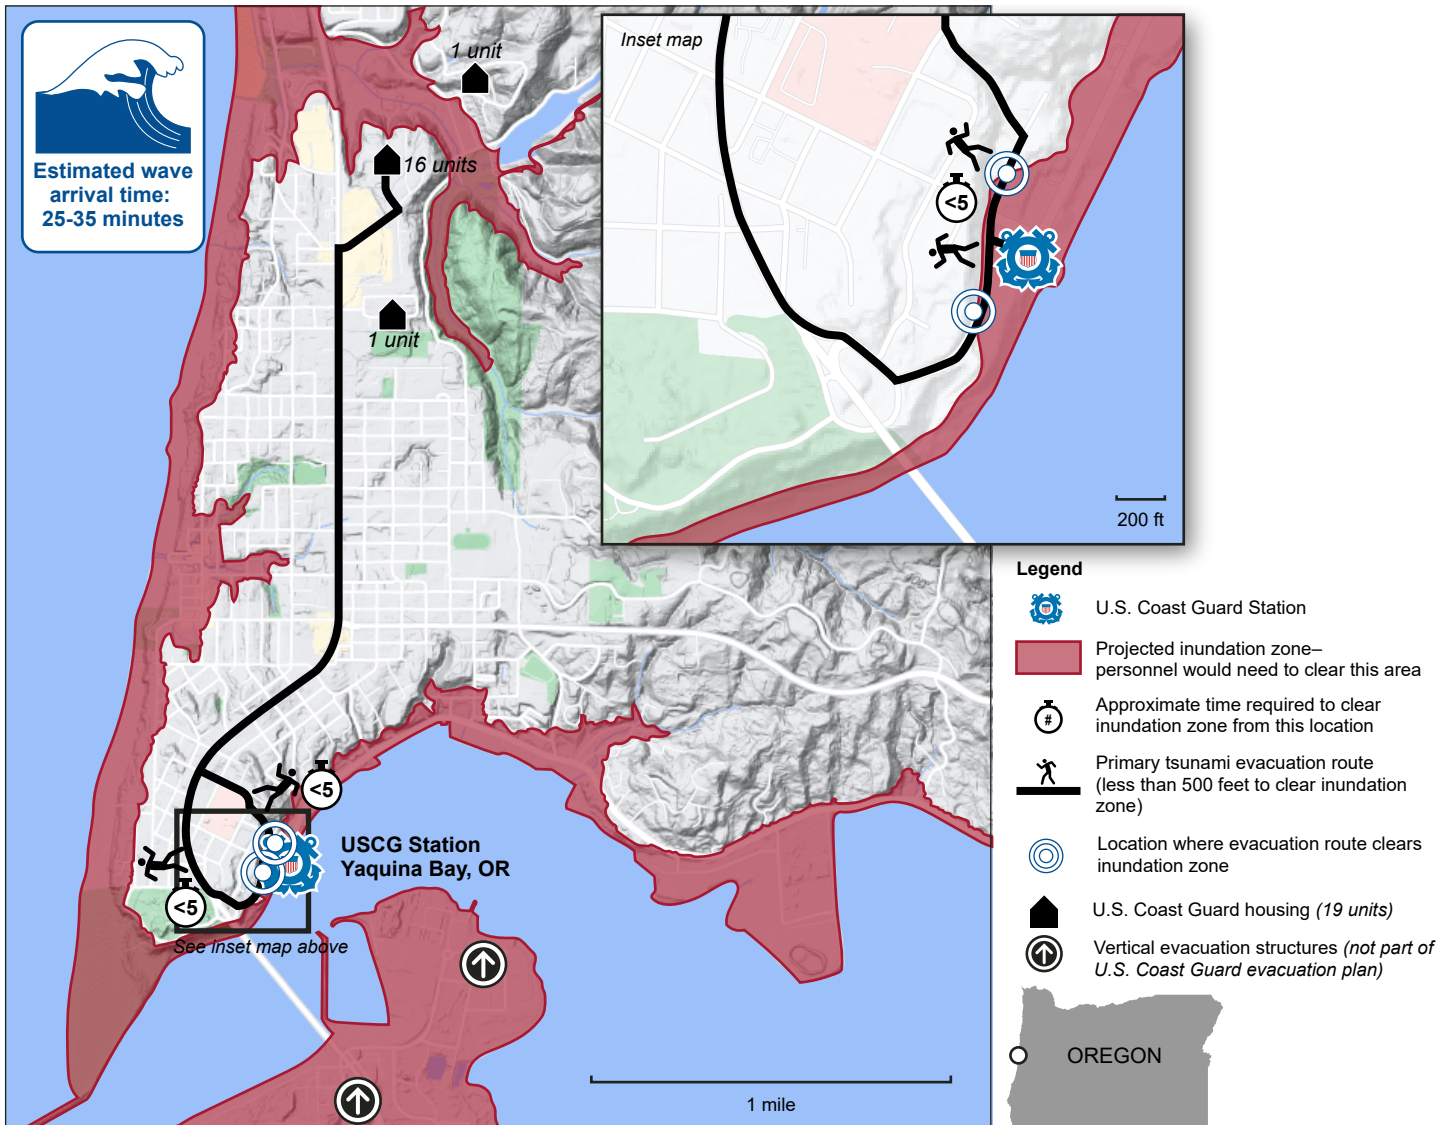 Estimated wave
arrival time:
25-35 minutes
1 unit
16 units
1 unit
Inset map
<5
200 ft
<5
USCG Station
Yaquina Bay, OR
<5
See inset map above
1 mile
Legend
U.S. Coast Guard Station
Projected inundation zone–
personnel would need to clear this area
#
Approximate time required to clear
inundation zone from this location
Primary tsunami evacuation route
(less than 500 feet to clear inundation
zone)
Location where evacuation route clears
inundation zone
U.S. Coast Guard housing (19 units)
Vertical evacuation structures (not part of
U.S. Coast Guard evacuation plan)
OREGON